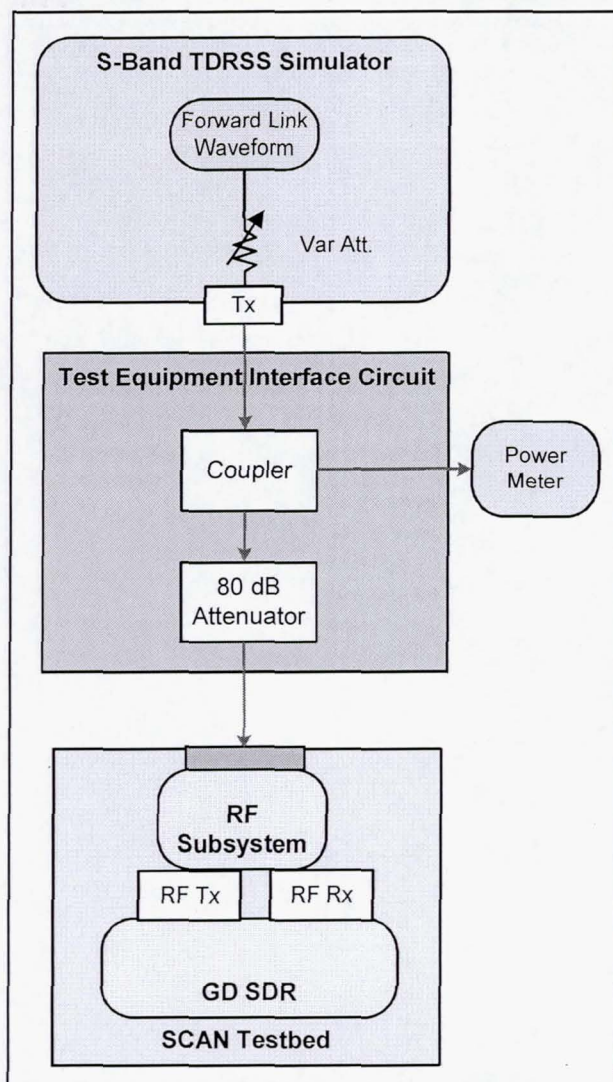 S-Band TDRSS Simulator
Forward Link
Waveform
Var Att.
Tx
Test Equipment Interface Circuit
Coupler
Power
Meter
80 dB
Attenuator
RF
Subsystem
RF Tx
RF Rx
GD SDR
SCAN Testbed